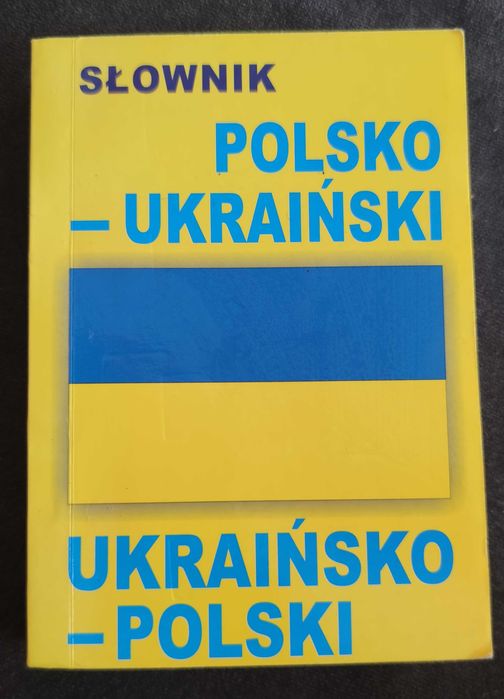 SŁOWNIK
POLSKO
– UKRAIŃSKI
UKRAIŃSKO
– POLSKI